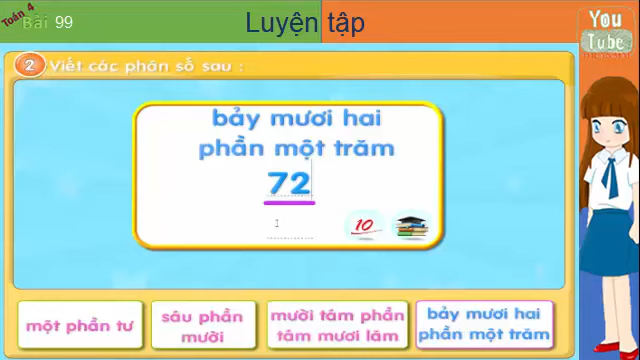 Toán 4
Bài 99
Luyện tập
You
Tube
2 Viết các phân số sau :
bảy mươi hai
phần một trăm
72
10
một phần tư
sáu phần
mười
mười tám phần
tám mươi lăm
bảy mươi hai
phần một trăm